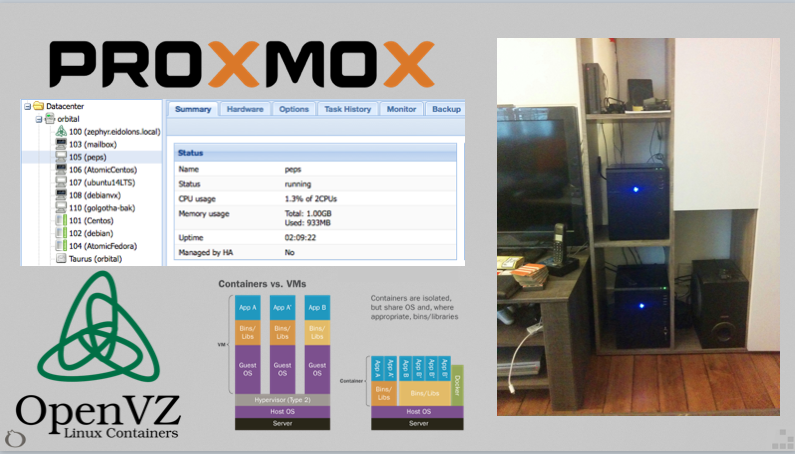 PROXMOX
Datacenter
orbital
100 (zephyr.eidolons.local)
103 (mailbox)
105 (peps)
106 (AtomicCentos)
107 (ubuntu14LTS)
108 (debianvx)
110 (golgotha-bak)
101 (Centos)
102 (debian)
104 (AtomicFedora)
Taurus (orbital)
Summary Hardware Options Task History Monitor Backup
Status
Name peps
Status running
CPU usage 1.3% of 2CPUs
Memory usage Total: 1.00GB
Used: 933MB
Uptime 02:09:22
Managed by HA No
OpenVZ
Linux Containers
Containers vs. VMs
App A App A' App B
Bins/ Bins/ Bins/
Libs Libs Libs
VM
Guest Guest Guest
OS OS OS
Hypervisor (Type 2)
Host OS
Server
Containers are isolated,
but share OS and, where
appropriate, bins/libraries
Container
App A App A' App B App B' App B' App B'
Bins/ Bins/Libs
Libs
Docker
Host OS
Server